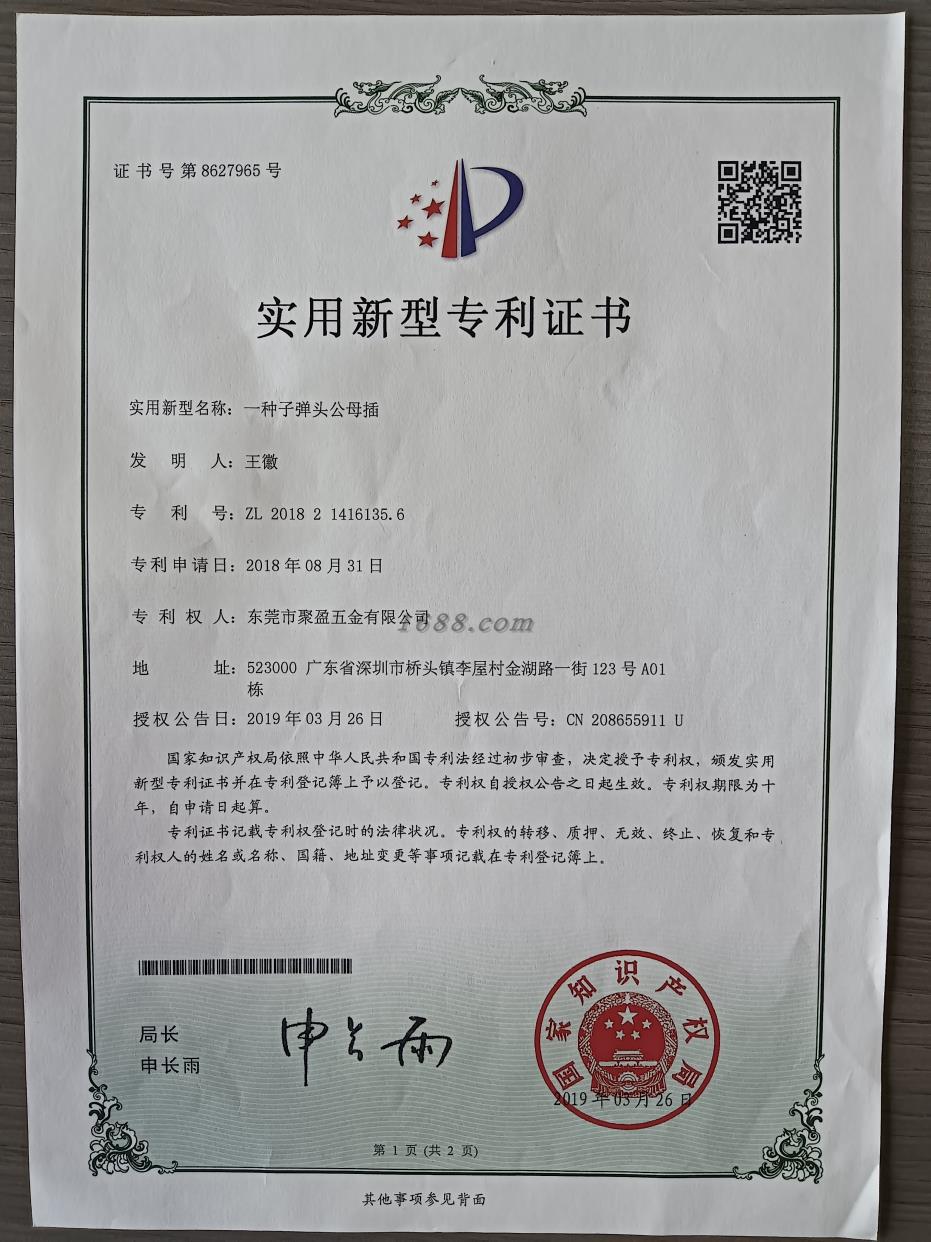 证书号第8627965号
实用新型专利证书
实用新型名称：一种子弹头公母插
发明人：王徽
专利号：ZL 2018 2 1416135.6
专利申请日：2018年08月31日
专利权人：东莞市聚盈五金有限公司
1688.com
地址：523000 广东省深圳市桥头镇李屋村金湖路一街123号A01
栋
授权公告日：2019年03月26日 授权公告号：CN 208655911 U
国家知识产权局依照中华人民共和国专利法经过初步审查，决定授予专利权，颁发实用
新型专利证书并在专利登记簿上予以登记。专利权自授权公告之日起生效。专利权期限为十
年，自申请日起算。
专利证书记载专利权登记时的法律状况。专利权的转移、质押、无效、终止、恢复和专
利权人的姓名或名称、国籍、地址变更等事项记载在专利登记簿上。
局长
申长雨
申长雨
国家知识产权局
2019年03月26日
第 1 页 (共 2 页)
其他事项参见背面